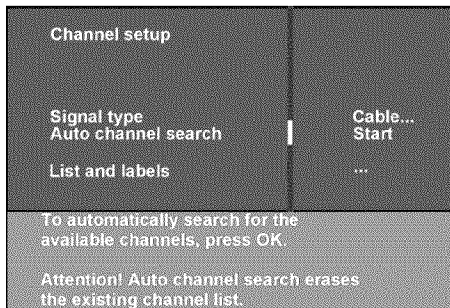 Channel setup
Signal type Cable...
Auto channel search Start
List and labels ...
To automatically search for the
available channels, press OK.
Attention! Auto channel search erases
the existing channel list.